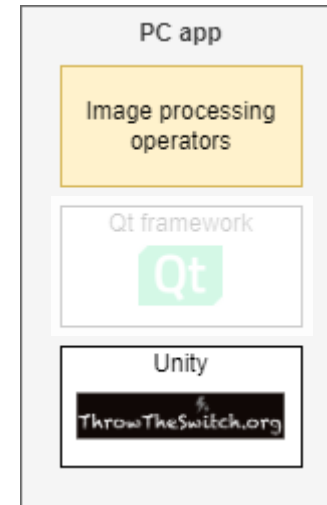 PC app
Image processing
operators
Qt framework
Qt
Unity
ThrowTheSwitch.org